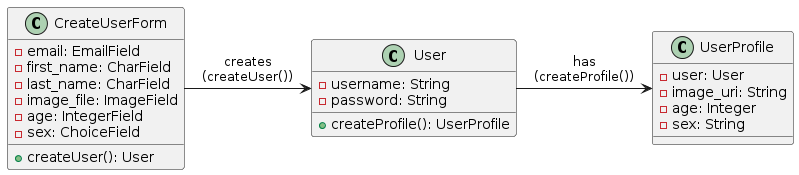 C CreateUserForm
email: EmailField
first_name: CharField
last_name: CharField
image_file: ImageField
age: IntegerField
sex: ChoiceField
createUser(): User
creates
(createUser())
C User
username: String
password: String
createProfile(): UserProfile
has
(createProfile())
C UserProfile
user: User
image_uri: String
age: Integer
sex: String